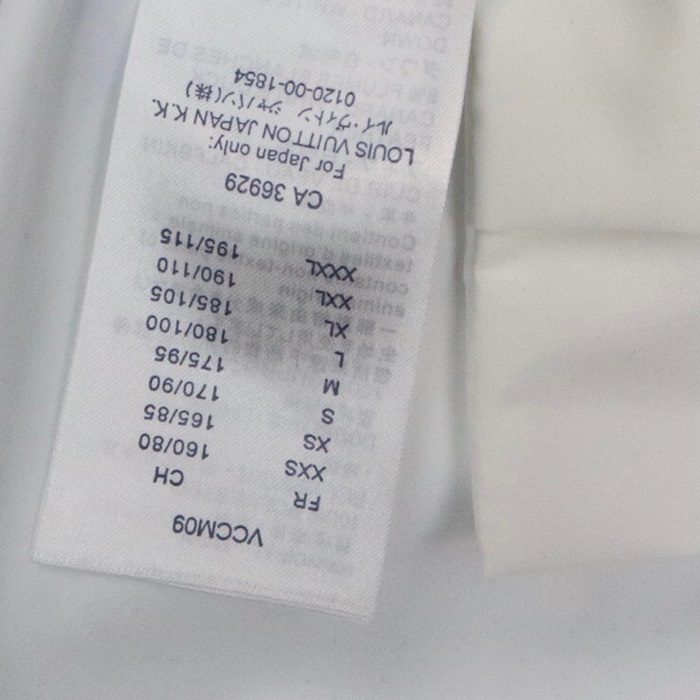 VCCM09
FR CH
XXS 160/80
XS 165/85
S 170/90
M 175/95
L 180/100
XL 185/105
XXL 190/110
XXXL 195/115
CA 36929
For Japan only:
LOUIS VUITTON JAPAN K.K.
ルイ・ヴィトン ジャパン(株)
0120-00-1854